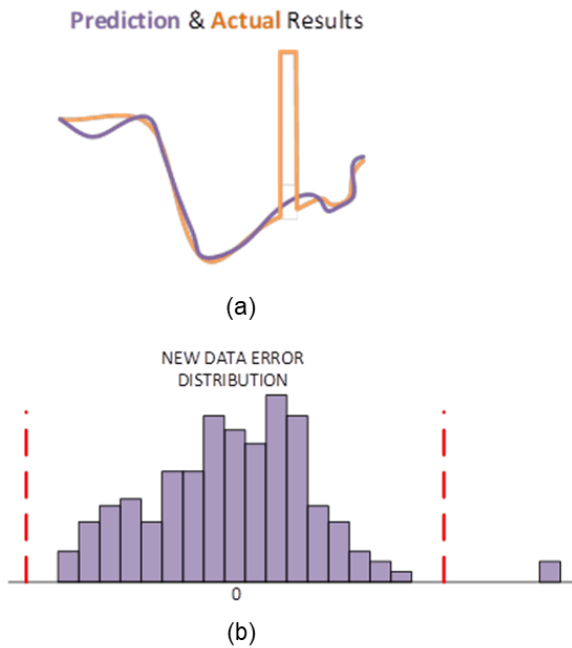 Prediction & Actual Results
(a)
NEW DATA ERROR
DISTRIBUTION
0
(b)